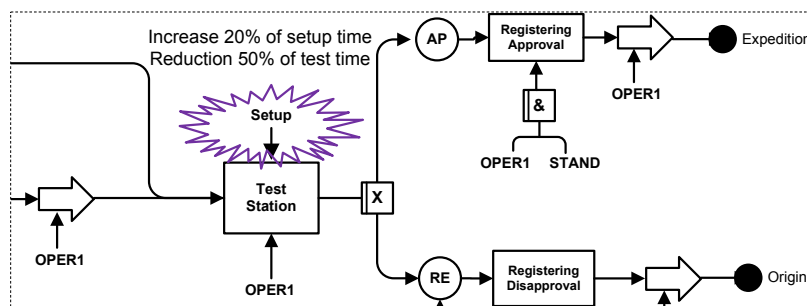 Increase 20% of setup time
Reduction 50% of test time
Setup
Test
Station
OPER1
OPER1
X
AP
Registering
Approval
OPER1
Expedition
&
OPER1 STAND
RE
Registering
Disapproval
Origin